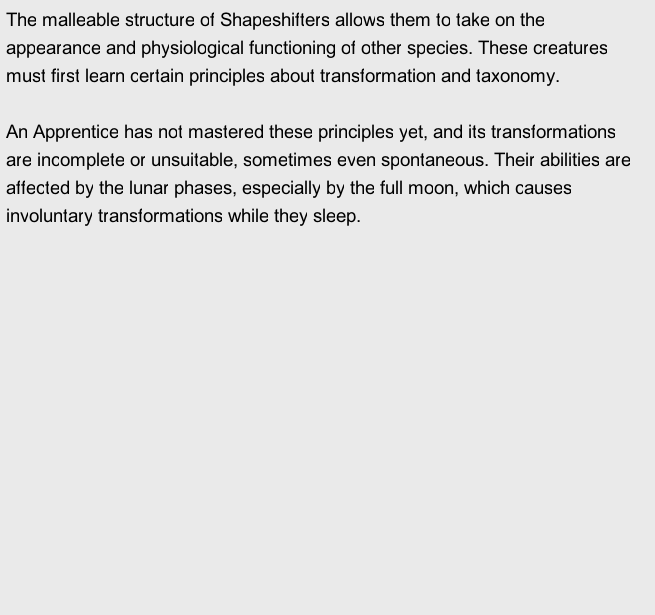 The malleable structure of Shapeshifters allows them to take on the
appearance and physiological functioning of other species. These creatures
must first learn certain principles about transformation and taxonomy.
An Apprentice has not mastered these principles yet, and its transformations
are incomplete or unsuitable, sometimes even spontaneous. Their abilities are
affected by the lunar phases, especially by the full moon, which causes
involuntary transformations while they sleep.